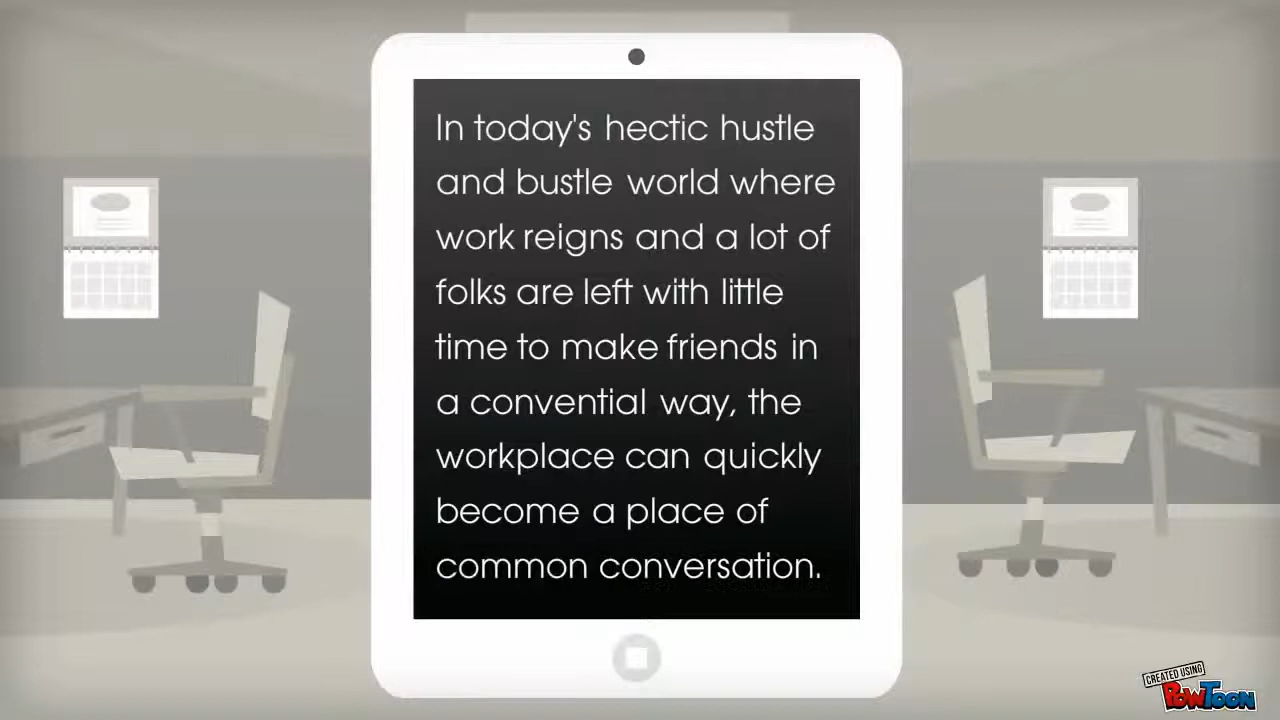 In today's hectic hustle
and bustle world where
work reigns and a lot of
folks are left with little
time to make friends in
a convential way, the
workplace can quickly
become a place of
common conversation.
CREATED USING
PowToon